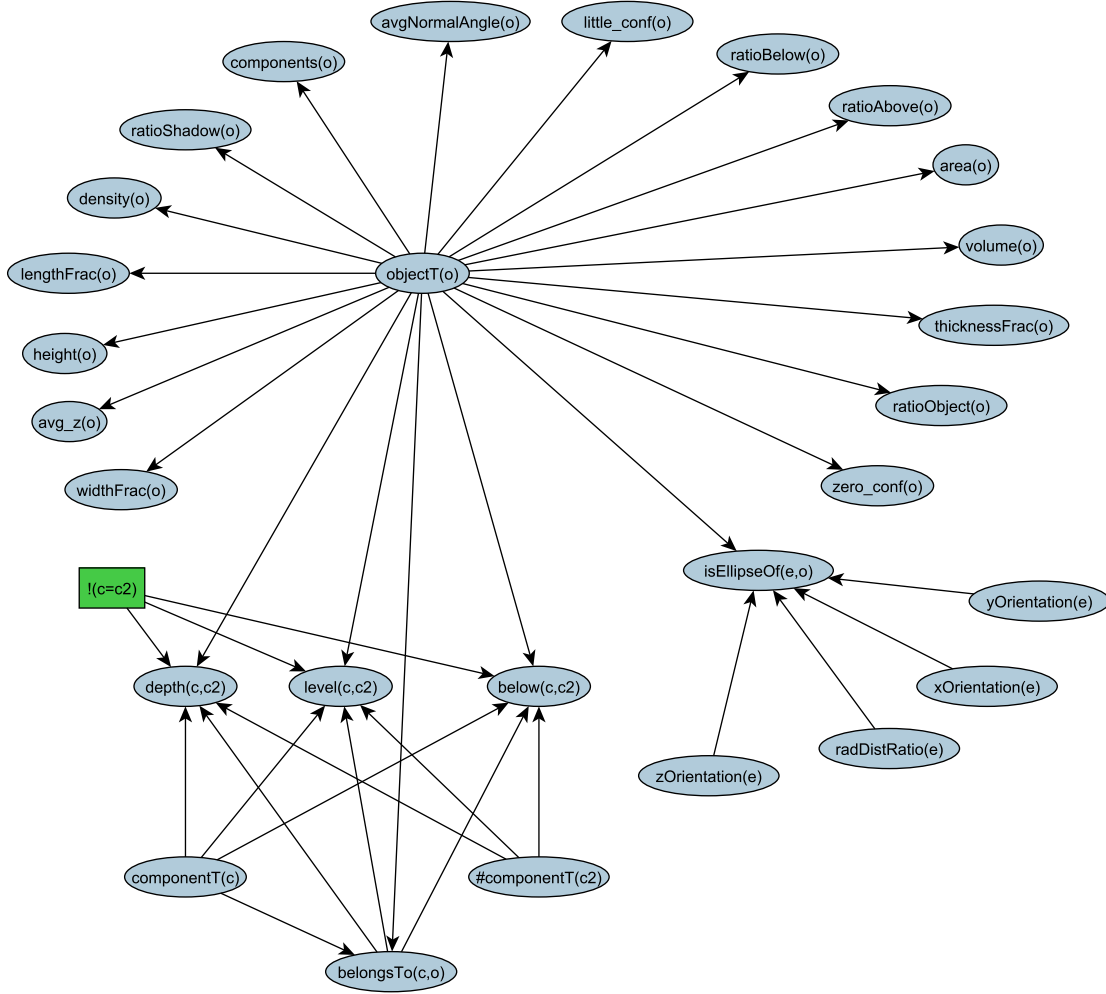 avgNormalAngle(o)
little_conf(o)
components(o)
ratioBelow(o)
ratioAbove(o)
ratioShadow(o)
area(o)
density(o)
volume(o)
lengthFrac(o)
objectT(o)
thicknessFrac(o)
height(o)
ratioObject(o)
avg_z(o)
zero_conf(o)
widthFrac(o)
isEllipseOf(e,o)
!(c=c2)
yOrientation(e)
depth(c,c2)
level(c,c2)
below(c,c2)
xOrientation(e)
radDistRatio(e)
zOrientation(e)
componentT(c)
#componentT(c2)
belongsTo(c,o)